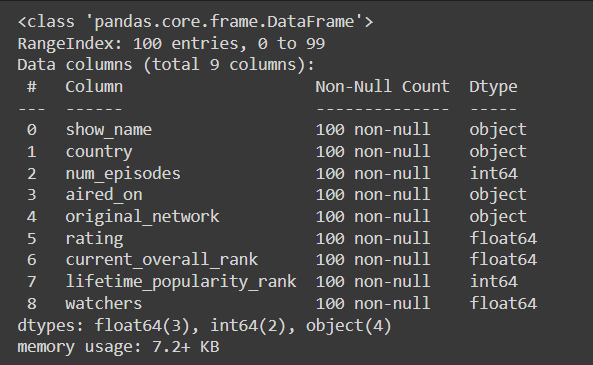 <class 'pandas.core.frame.DataFrame'>
RangeIndex: 100 entries, 0 to 99
Data columns (total 9 columns):
 #   Column                    Non-Null Count  Dtype
---  ------                    --------------  -----
 0   show_name                 100 non-null    object
 1   country                   100 non-null    object
 2   num_episodes              100 non-null    int64
 3   aired_on                  100 non-null    object
 4   original_network          100 non-null    object
 5   rating                    100 non-null    float64
 6   current_overall_rank      100 non-null    float64
 7   lifetime_popularity_rank  100 non-null    int64
 8   watchers                  100 non-null    float64
dtypes: float64(3), int64(2), object(4)
memory usage: 7.2+ KB